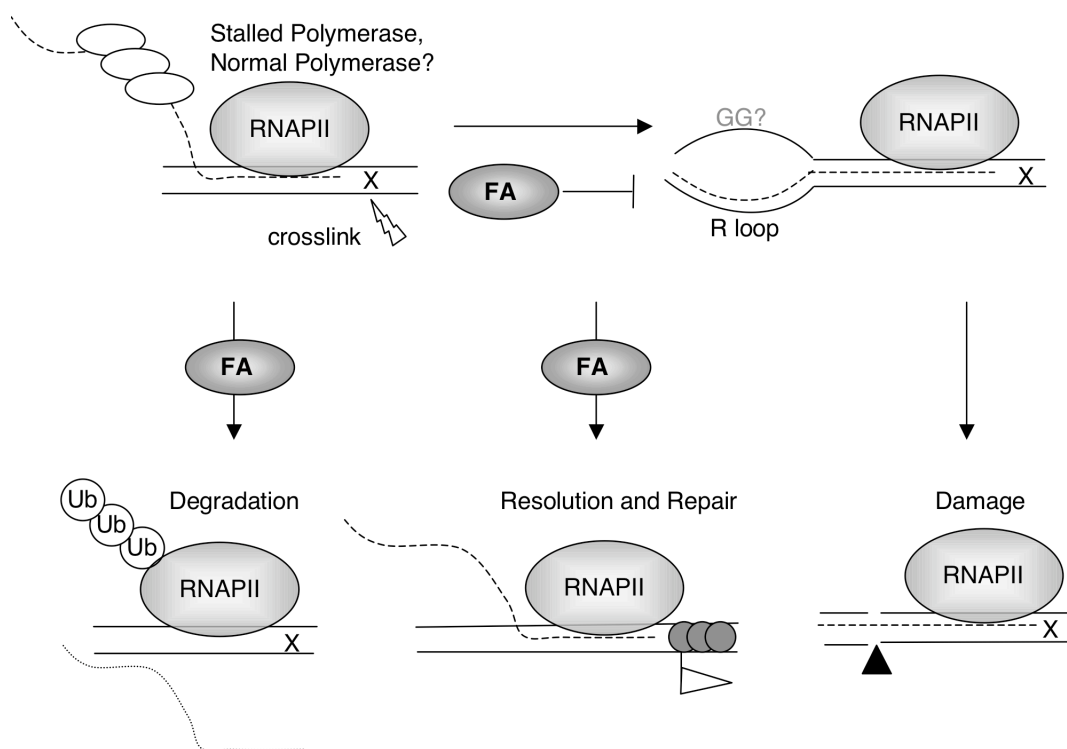 Stalled Polymerase,
Normal Polymerase?
RNAPII
X
crosslink
FA
GG?
RNAPII
X
R loop
FA
FA
Degradation
Ub
Ub
Ub
RNAPII
X
Resolution and Repair
RNAPII
Damage
RNAPII
X